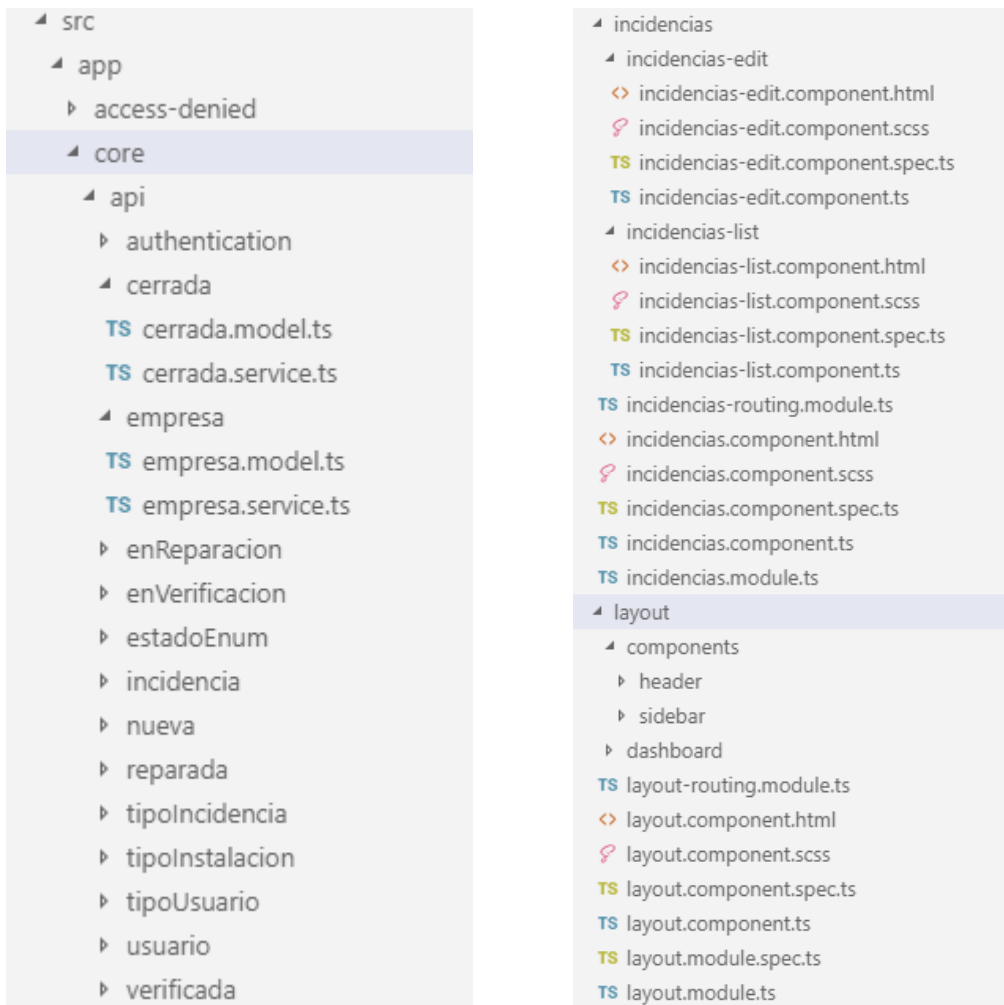 src
app
access-denied
core
api
authentication
cerrada
TS cerrada.model.ts
TS cerrada.service.ts
empresa
TS empresa.model.ts
TS empresa.service.ts
enReparacion
enVerificacion
estadoEnum
incidencia
nueva
reparada
tipoIncidencia
tipoInstalacion
tipoUsuario
usuario
verificada
incidencias
incidencias-edit
<> incidencias-edit.component.html
incidencias-edit.component.scss
TS incidencias-edit.component.spec.ts
TS incidencias-edit.component.ts
incidencias-list
<> incidencias-list.component.html
incidencias-list.component.scss
TS incidencias-list.component.spec.ts
TS incidencias-list.component.ts
TS incidencias-routing.module.ts
<> incidencias.component.html
incidencias.component.scss
TS incidencias.component.spec.ts
TS incidencias.component.ts
TS incidencias.module.ts
layout
components
header
sidebar
dashboard
TS layout-routing.module.ts
<> layout.component.html
layout.component.scss
TS layout.component.spec.ts
TS layout.component.ts
TS layout.module.spec.ts
TS layout.module.ts